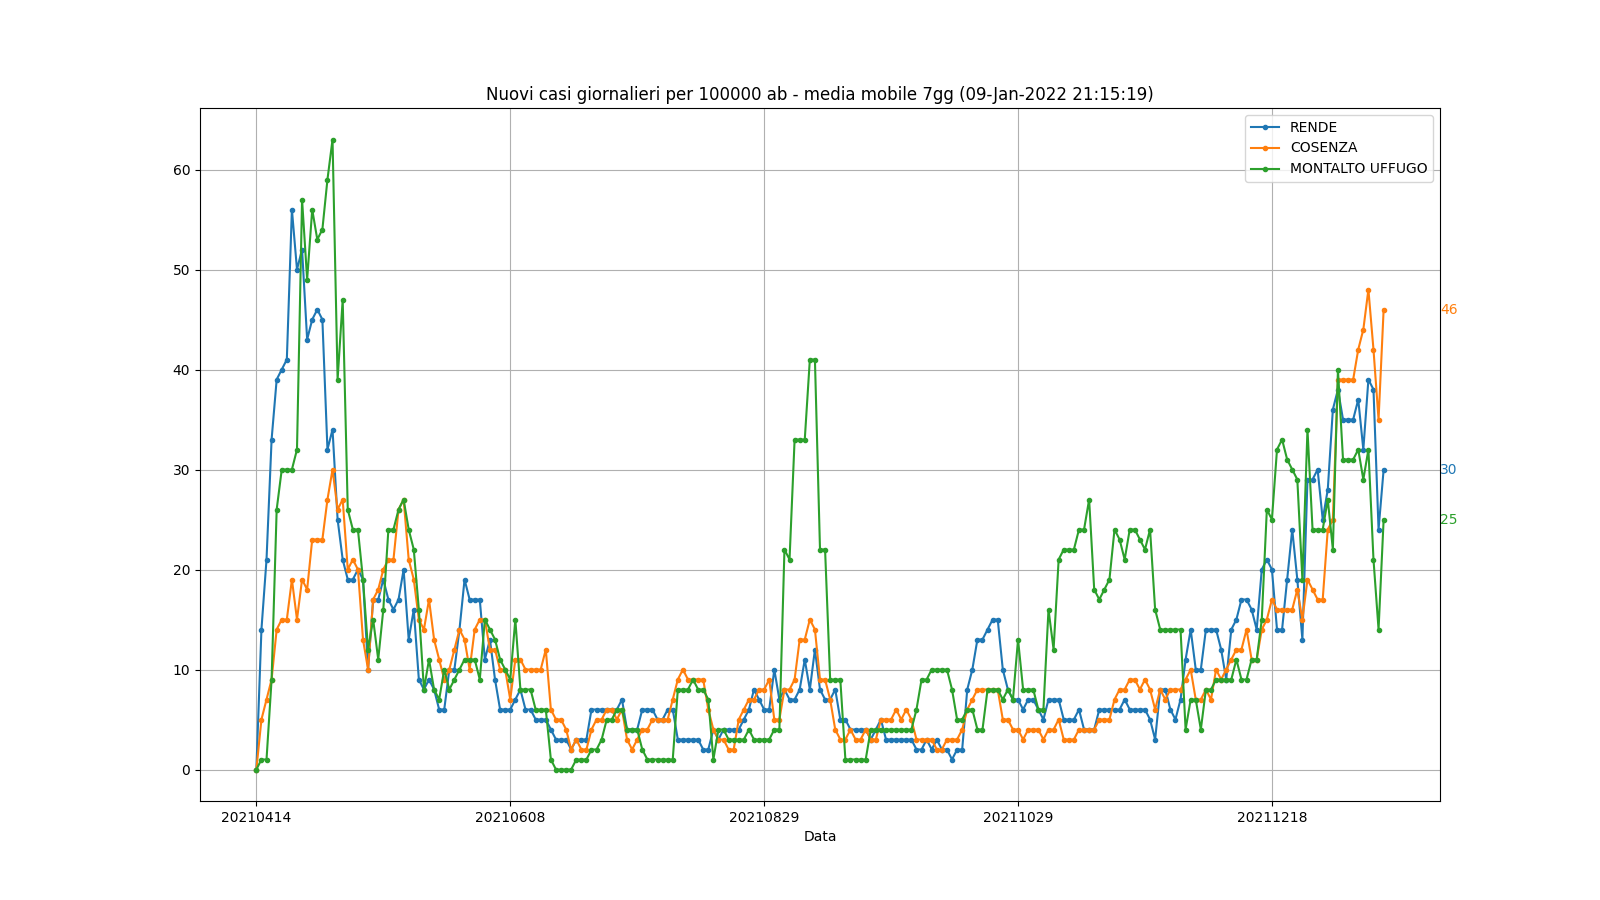 Nuovi casi giornalieri per 100000 ab - media mobile 7gg (09-Jan-2022 21:15:19)
RENDE
COSENZA
MONTALTO UFFUGO
60
50
40
30
20
10
0
46
30
25
20210414 20210608 20210829 20211029 20211218
Data